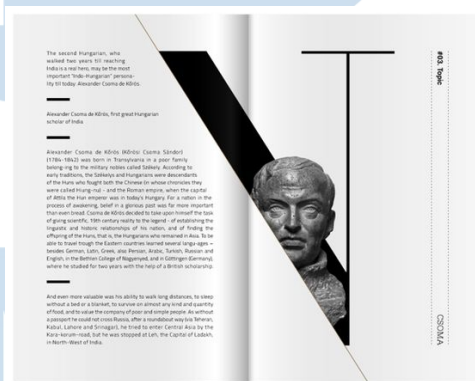 The second Hungarian, who
walked two years till reaching
India is a real hero, may be the most
important "Indo-Hungarian" persona-
lity till today: Alexander Csoma de Kőrös.
Alexander Csoma de Kőrös, first great Hungarian
scholar of India
Alexander Csoma de Kőrös (Kőrösi Csoma Sándor)
(1784-1842) was born in Transylvania in a poor family
belong-ing to the military nobles called Székely. According to
early traditions, the Székelys and Hungarians were descendants
of the Huns who fought both the Chinese (in whose chronicles they
were called Hiung-nu) - and the Roman empire, when the capital
of Attila the Hun emperor was in today's Hungary. For a nation in the
process of awakening, belief in a glorious past was far more important
than even bread. Csoma de Kőrös decided to take upon himself the task
of giving scientific, 19th century reality to the legend - of establishing the
linguistic and historic relationships of his nation, and of finding the
offspring of the Huns, that is, the Hungarians who remained in Asia. To be
able to travel trough the Eastern countries learned several langu-ages –
besides German, Latin, Greek, also Persian, Arabic, Turkish, Russian and
English, in the Bethlen College of Nagyenyed, and in Göttingen (Germany),
where he studied for two years with the help of a British scholarship.
And even more valuable was his ability to walk long distances, to sleep
without a bed or a blanket, to survive on almost any kind and quantity
of food, and to value the company of poor and simple people. As without
a passport he could not cross Russia, after a roundabout way (via Teheran,
Kabul, Lahore and Srinagar), he tried to enter Central Asia by the
Kara-korum-road, but he was stopped at Leh, the Capital of Ladakh,
in North-West of India.
#03. Topic
CSOMA